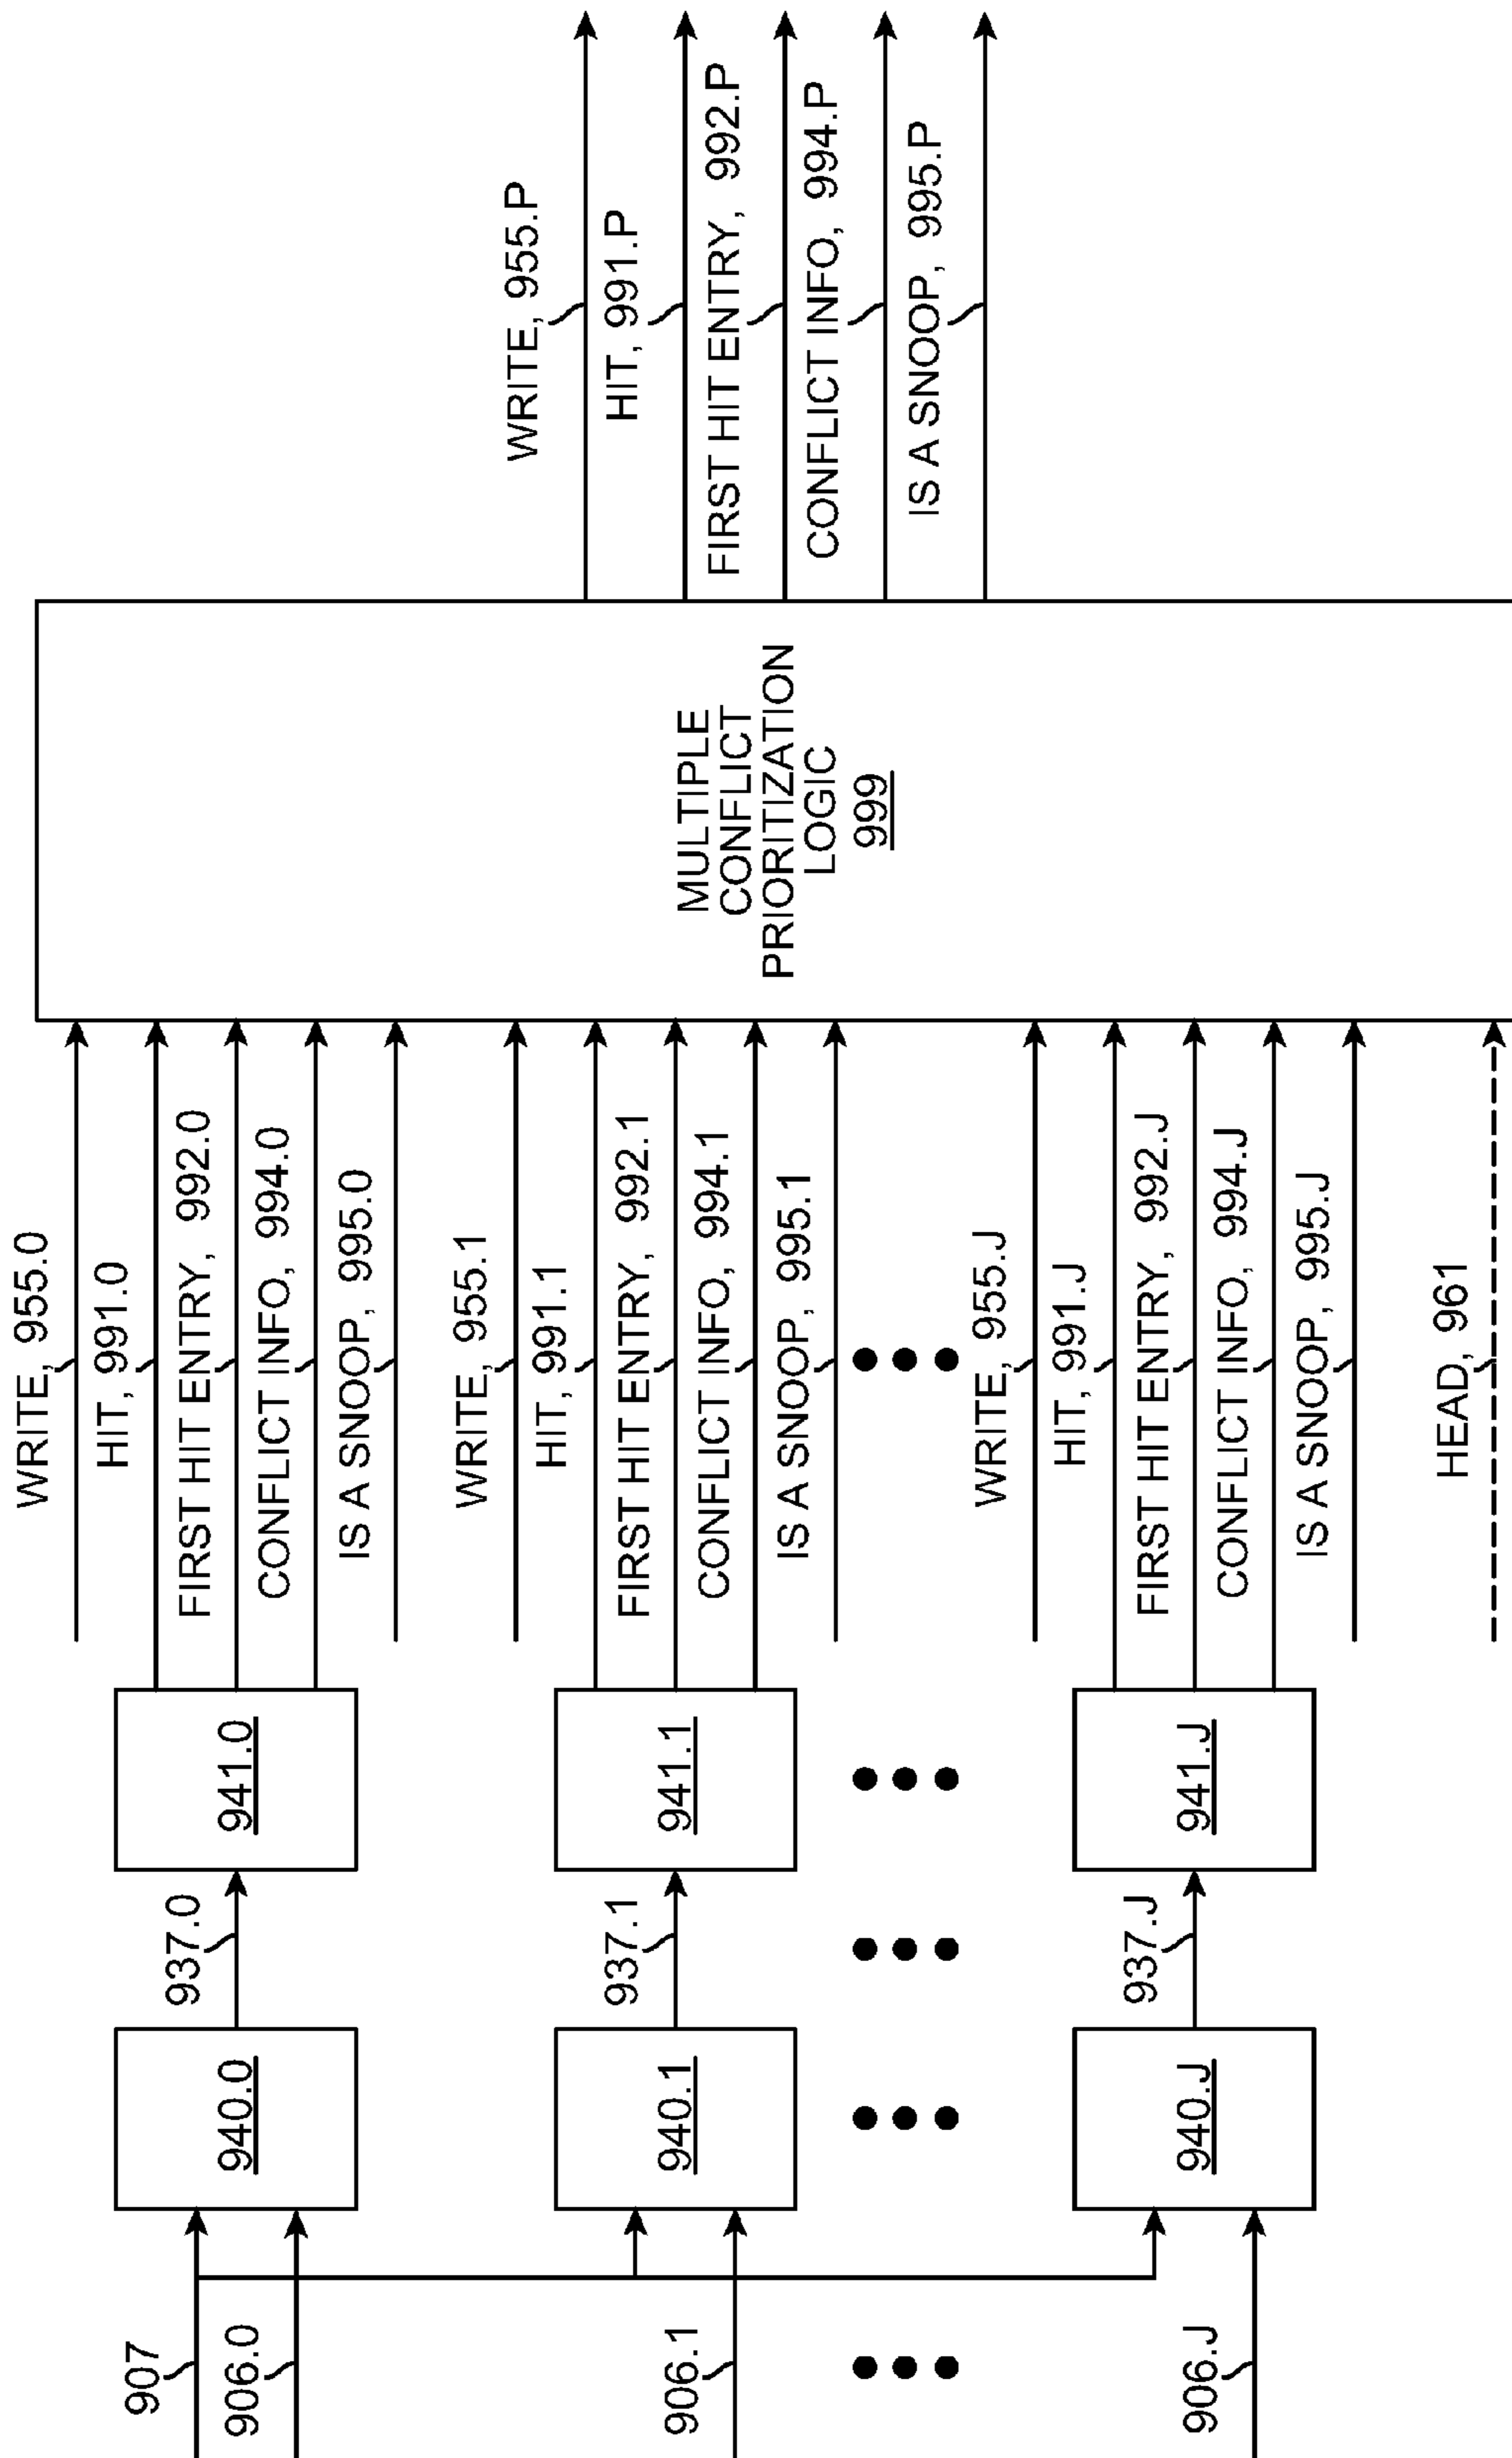 907
906.0
906.1
906.J
940.0
940.1
940.J
937.0
937.1
937.J
941.0
941.1
941.J
WRITE, 955.0
HIT, 991.0
FIRST HIT ENTRY, 992.0
CONFLICT INFO, 994.0
IS A SNOOP, 995.0
WRITE, 955.1
HIT, 991.1
FIRST HIT ENTRY, 992.1
CONFLICT INFO, 994.1
IS A SNOOP, 995.1
WRITE, 955.J
HIT, 991.J
FIRST HIT ENTRY, 992.J
CONFLICT INFO, 994.J
IS A SNOOP, 995.J
HEAD, 961
MULTIPLE
CONFLICT
PRIORITIZATION
LOGIC
999
WRITE, 955.P
HIT, 991.P
FIRST HIT ENTRY, 992.P
CONFLICT INFO, 994.P
IS A SNOOP, 995.P